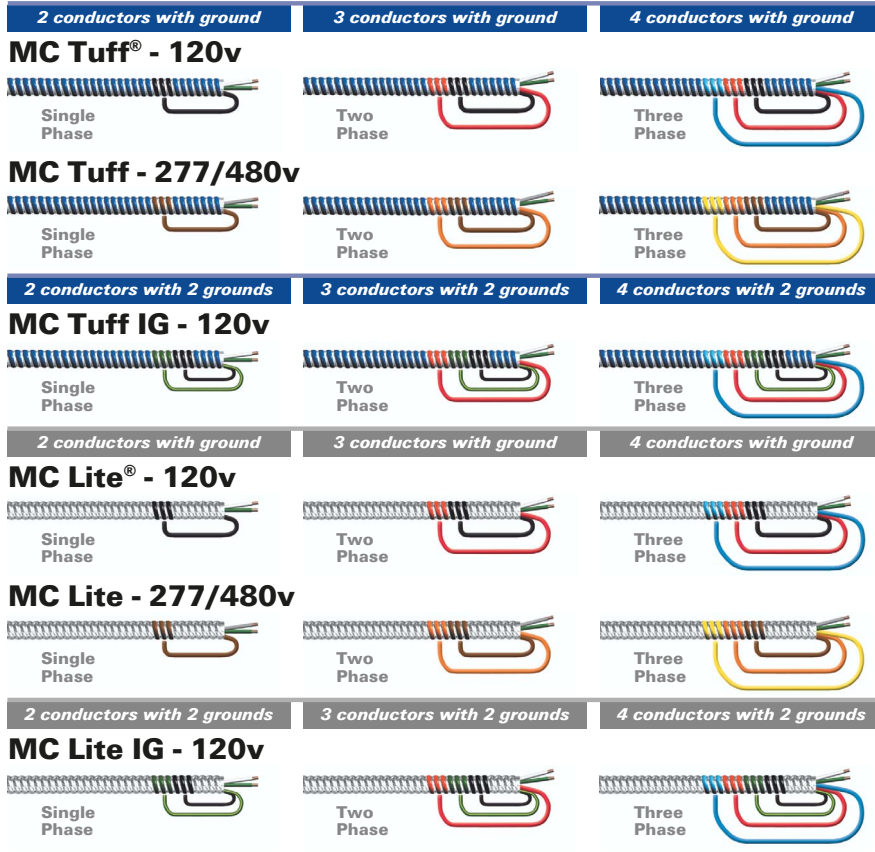 2 conductors with ground
3 conductors with ground
4 conductors with ground
MC Tuff® - 120v
Single
Phase
Two
Phase
Three
Phase
MC Tuff - 277/480v
Single
Phase
Two
Phase
Three
Phase
2 conductors with 2 grounds
3 conductors with 2 grounds
4 conductors with 2 grounds
MC Tuff IG - 120v
Single
Phase
Two
Phase
Three
Phase
2 conductors with ground
3 conductors with ground
4 conductors with ground
MC Lite® - 120v
Single
Phase
Two
Phase
Three
Phase
MC Lite - 277/480v
Single
Phase
Two
Phase
Three
Phase
2 conductors with 2 grounds
3 conductors with 2 grounds
4 conductors with 2 grounds
MC Lite IG - 120v
Single
Phase
Two
Phase
Three
Phase